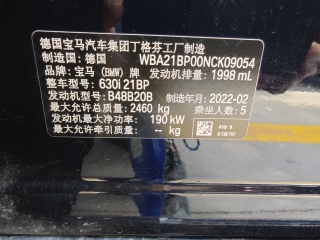 德国宝马汽车集团丁格芬工厂制造
制造国：德国 WBA21BP00NCK09054
品牌：宝马（BMW）牌 发动机排量：1998 mL
整车型号：630i 21BP
发动机型号：B48B20B 制造年月：2022-02
最大允许总质量：2460 kg 乘坐人数：5
发动机最大净功率：190 kW
最大允许牵引质量：-- kg